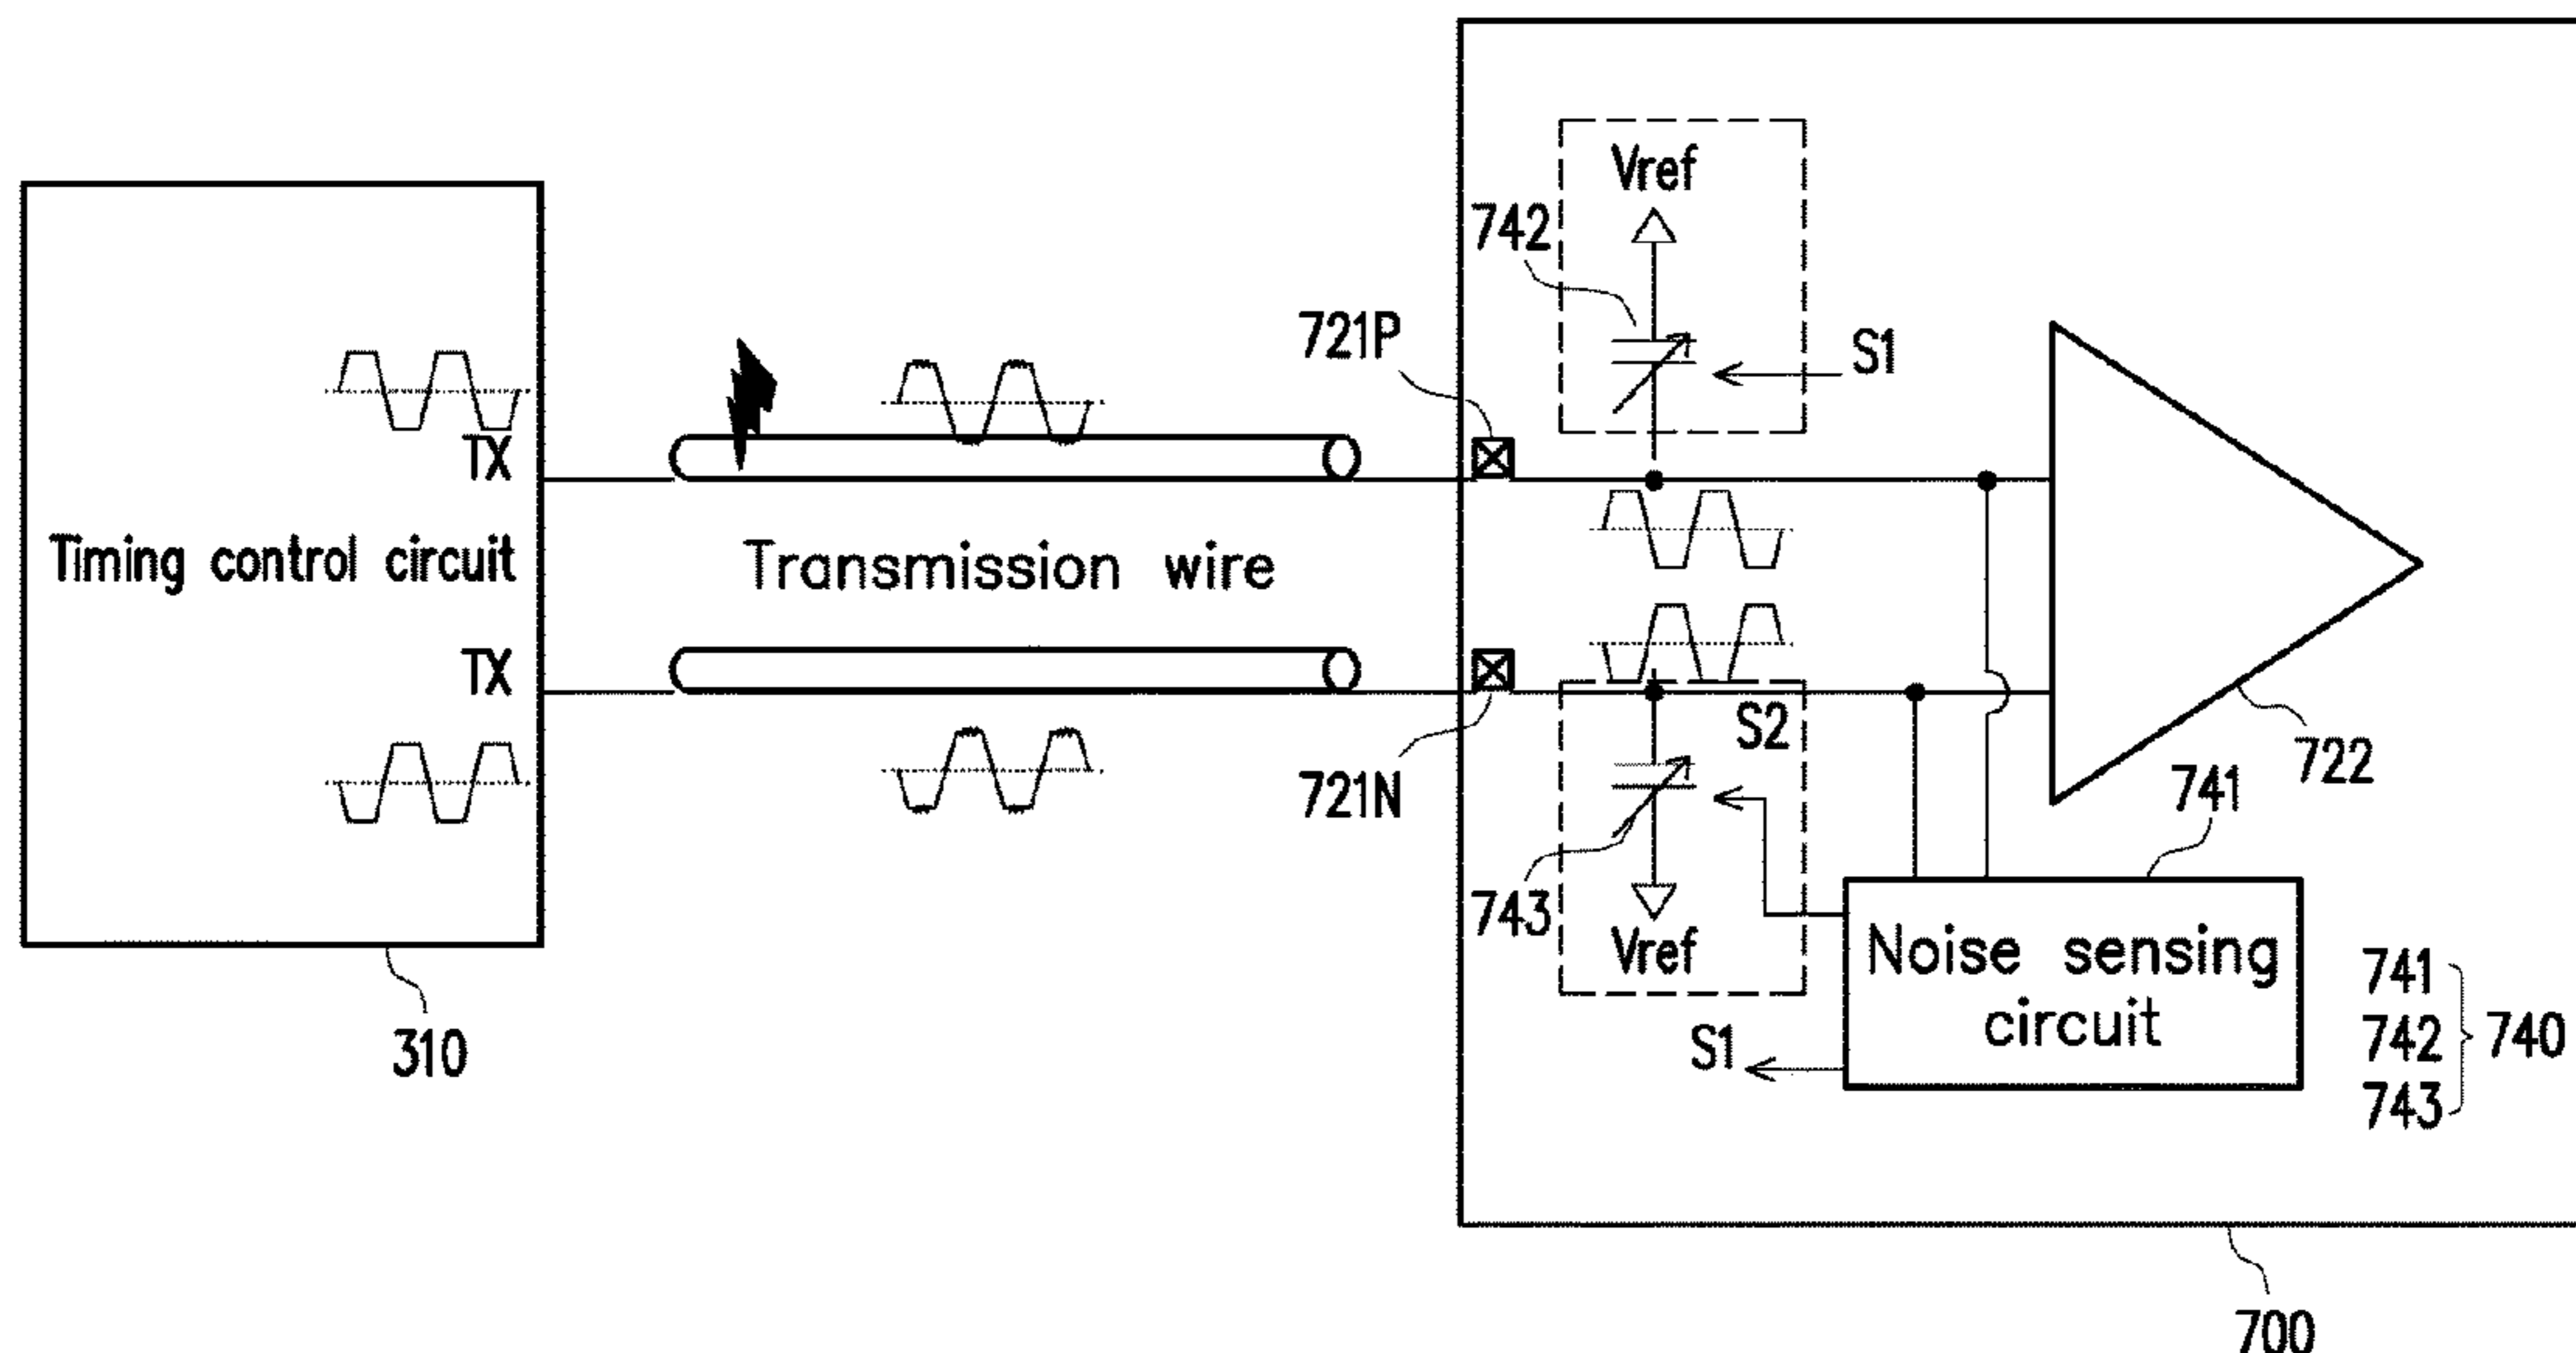 Vref
742
721P
S1
TX
Timing control circuit
Transmission wire
TX
S2
722
721N
741
743
Vref
Noise sensing
circuit
741
742
743
740
S1
310
700